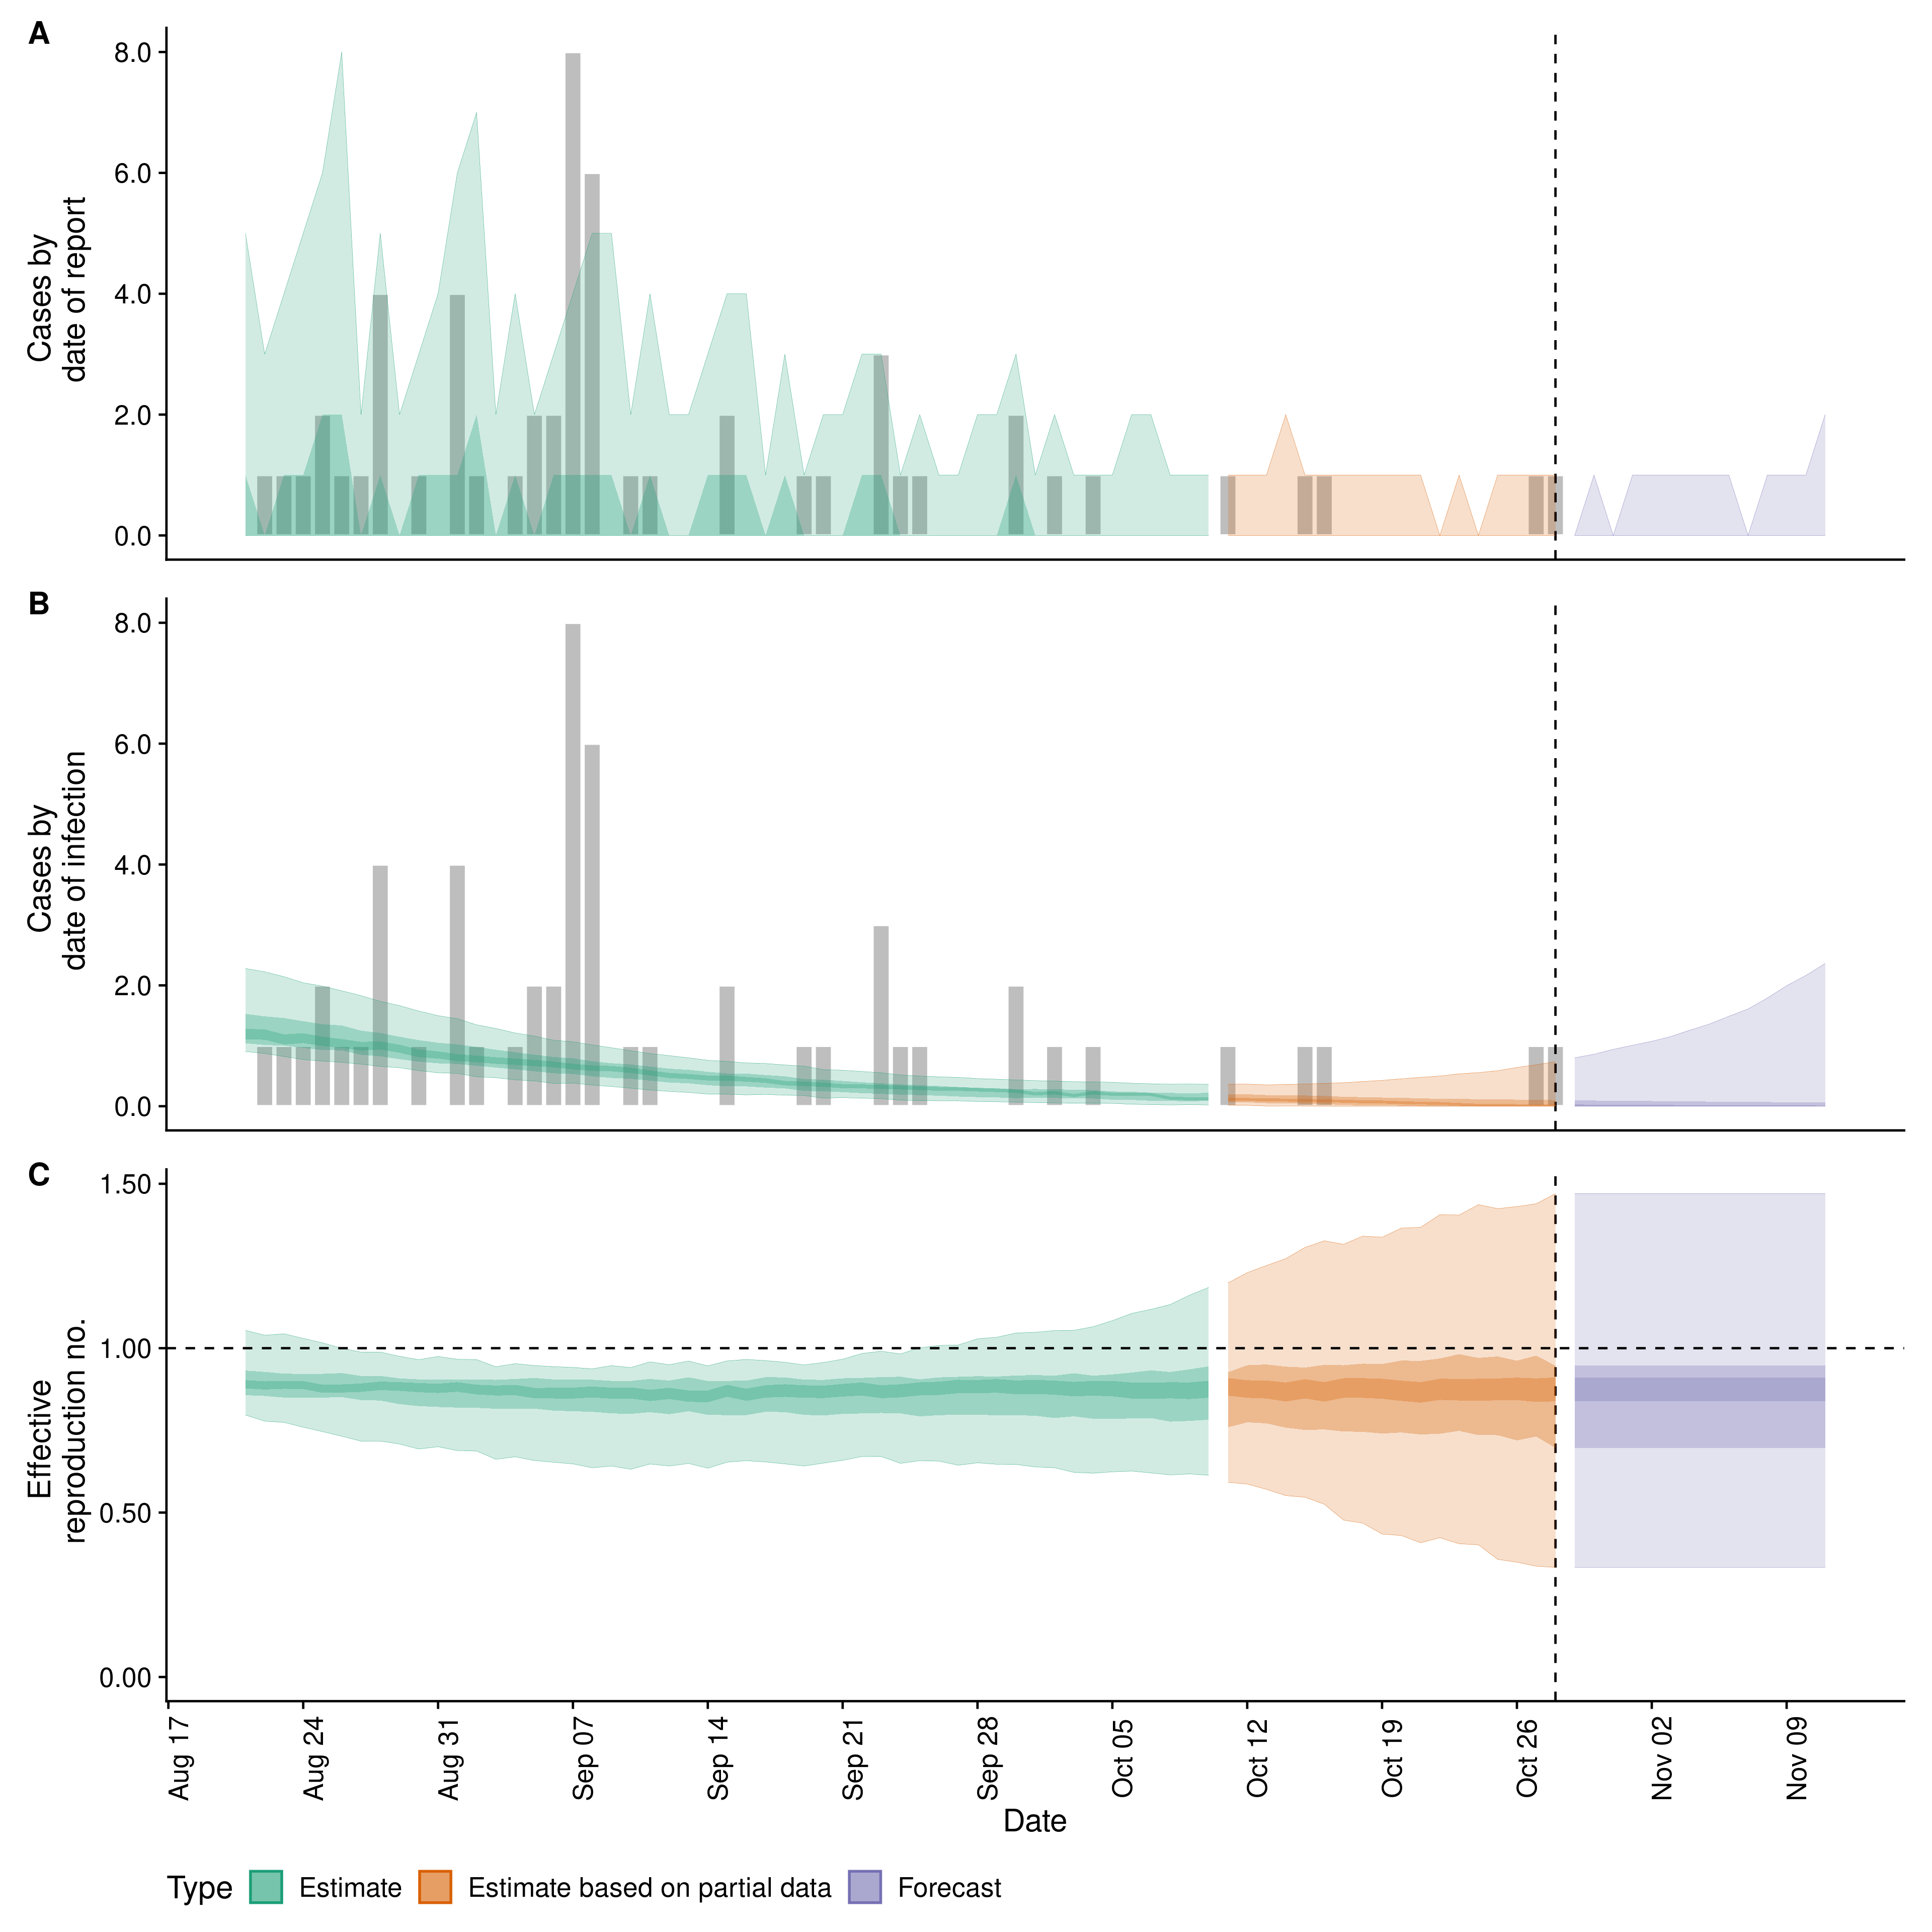 A
8.0
6.0
4.0
2.0
0.0
Cases by
date of report
B
8.0
6.0
4.0
2.0
0.0
Cases by
date of infection
C
1.50
1.00
0.50
0.00
Effective
reproduction no.
Aug 17
Aug 24
Aug 31
Sep 07
Sep 14
Sep 21
Sep 28
Oct 05
Oct 12
Oct 19
Oct 26
Nov 02
Nov 09
Date
Type Estimate Estimate based on partial data Forecast